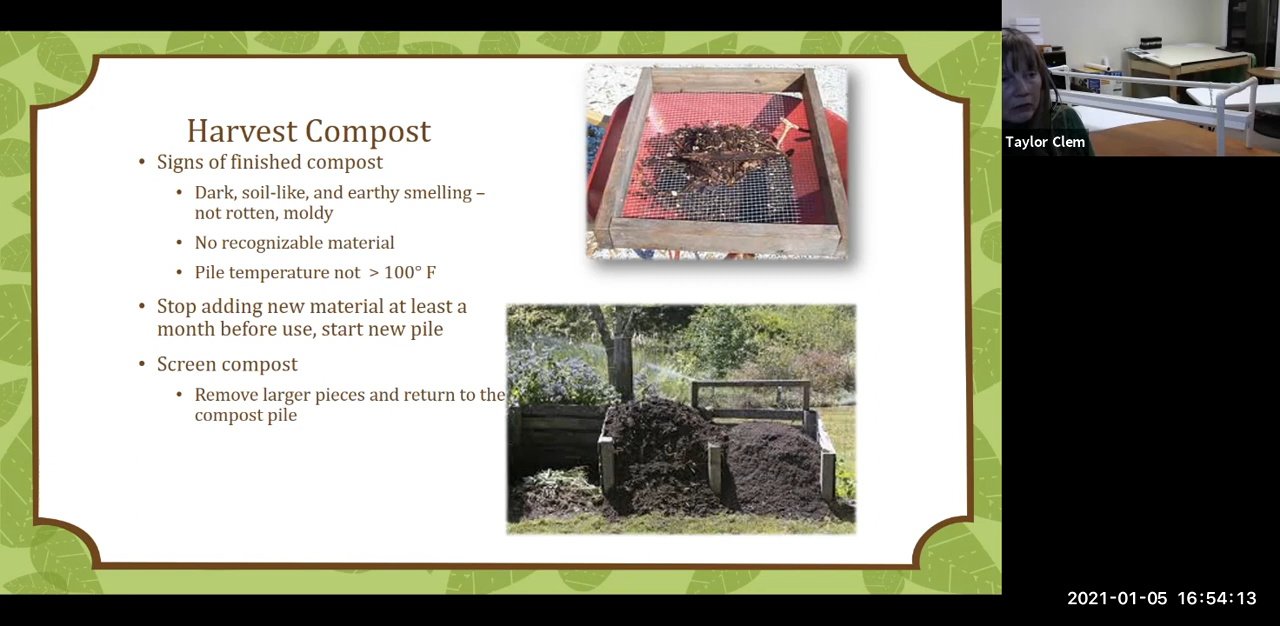 Harvest Compost
• Signs of finished compost
• Dark, soil-like, and earthy smelling –
not rotten, moldy
• No recognizable material
• Pile temperature not > 100° F
• Stop adding new material at least a
month before use, start new pile
• Screen compost
• Remove larger pieces and return to the
compost pile
Taylor Clem
2021-01-05 16:54:13